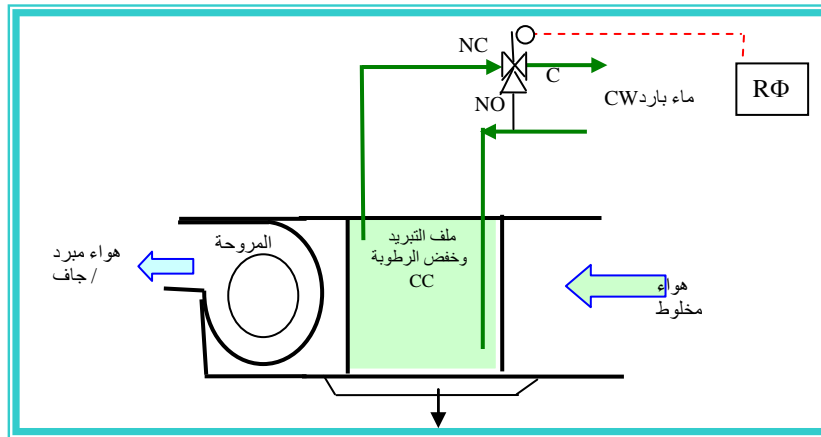 NC
C
NO
ماء باردCW
RΦ
ملف التبريد
وخفض الرطوبة
CC
المروحة
هواء مبرد
/ جاف
هواء
مخلوط